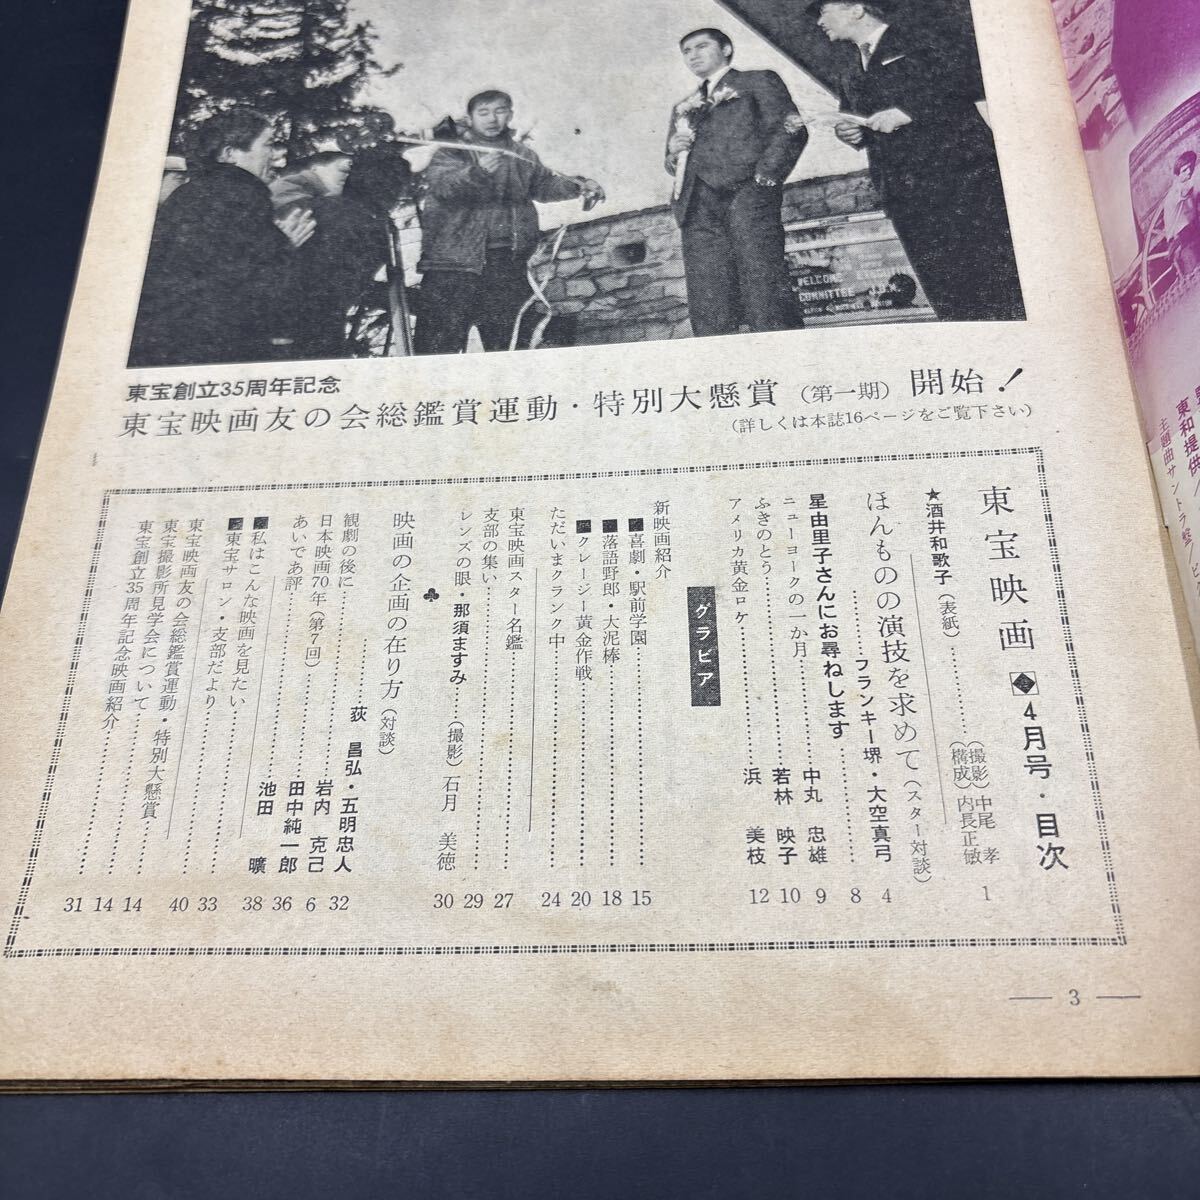 WELCOME
COMMITTEE
東宝創立35周年記念
東宝映画友の会総鑑賞運動・特別大懸賞（第一期）開始！
（詳しくは本誌16ページをご覧下さい）
東宝映画◆4月号・目次
★酒井和歌子（表紙）……（撮影）中尾　孝　1
（構成）内長正敏
ほんものの演技を求めて（スター対談）
……フランキー堺・大空真弓　4
星由里子さんにお尋ねします……8
ニューヨークの一か月……中丸　忠雄　9
ふきのとう……若林　映子　10
アメリカ黄金ロケ……浜　美枝　12
グラビア
新映画紹介
■喜劇・駅前学園……15
■落語野郎・大泥棒……18
■クレージー黄金作戦……20
ただいまクランク中……24
東宝映画スター名鑑……27
支部の集い……29
レンズの眼・那須ますみ……（撮影）石月　美徳　30
♣
映画の企画の在り方（対談）
……荻　昌弘・五明忠人　32
観劇の後に……岩内　克己　6
日本映画70年（第7回）……田中純一郎　36
あいであ評……池田　曠　38
■私はこんな映画を見たい……33
■東宝サロン・支部だより……40
東宝映画友の会総鑑賞運動・特別大懸賞……14
東宝撮影所見学会について……14
東宝創立35周年記念映画紹介……31
— 3 —
東和提供
主題曲サントラ盤